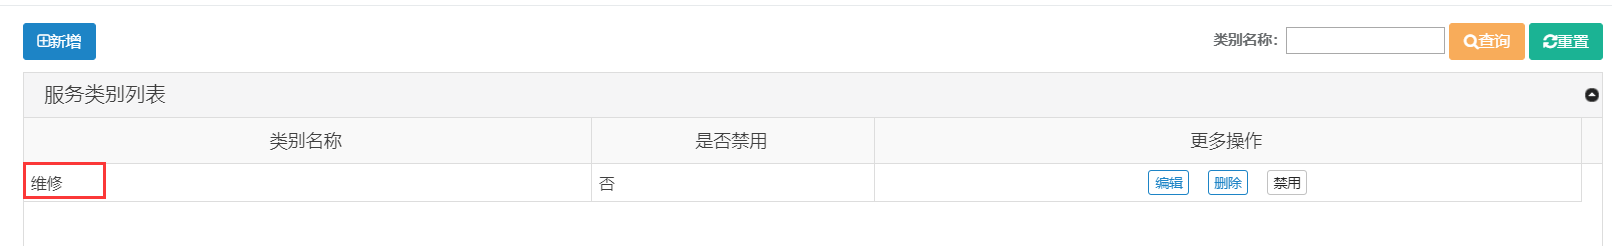 新增 类别名称: 查询 重置
服务类别列表
类别名称 是否禁用 更多操作
维修 否 编辑 删除 禁用